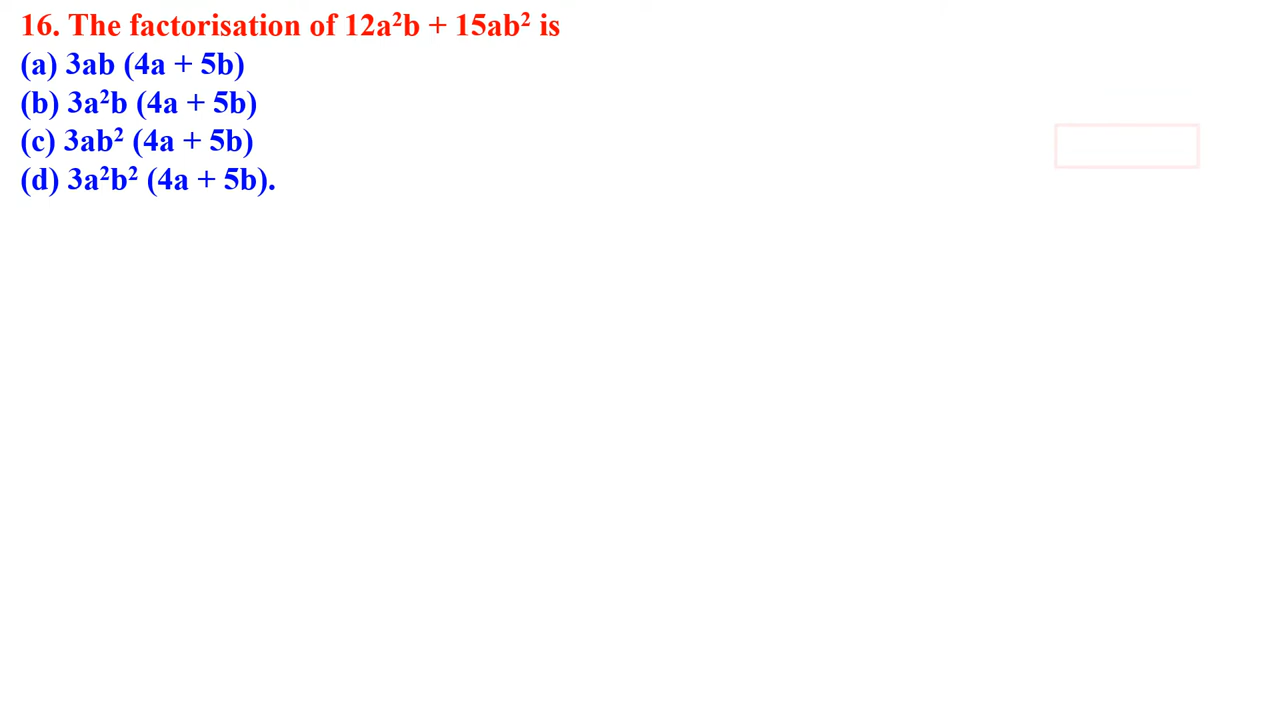 16. The factorisation of 12a²b + 15ab² is
(a) 3ab (4a + 5b)
(b) 3a²b (4a + 5b)
(c) 3ab² (4a + 5b)
(d) 3a²b² (4a + 5b).